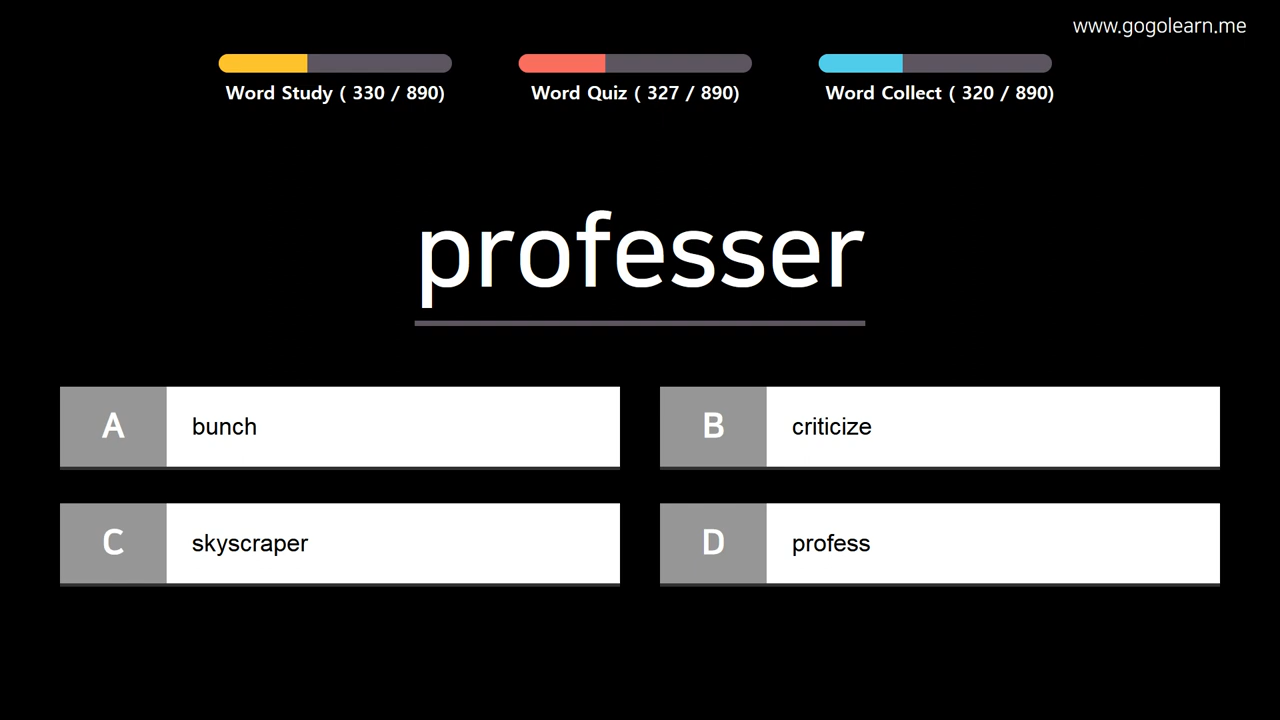 www.gogolearn.me
Word Study ( 330 / 890)
Word Quiz ( 327 / 890)
Word Collect ( 320 / 890)
professer
A bunch
B criticize
C skyscraper
D profess